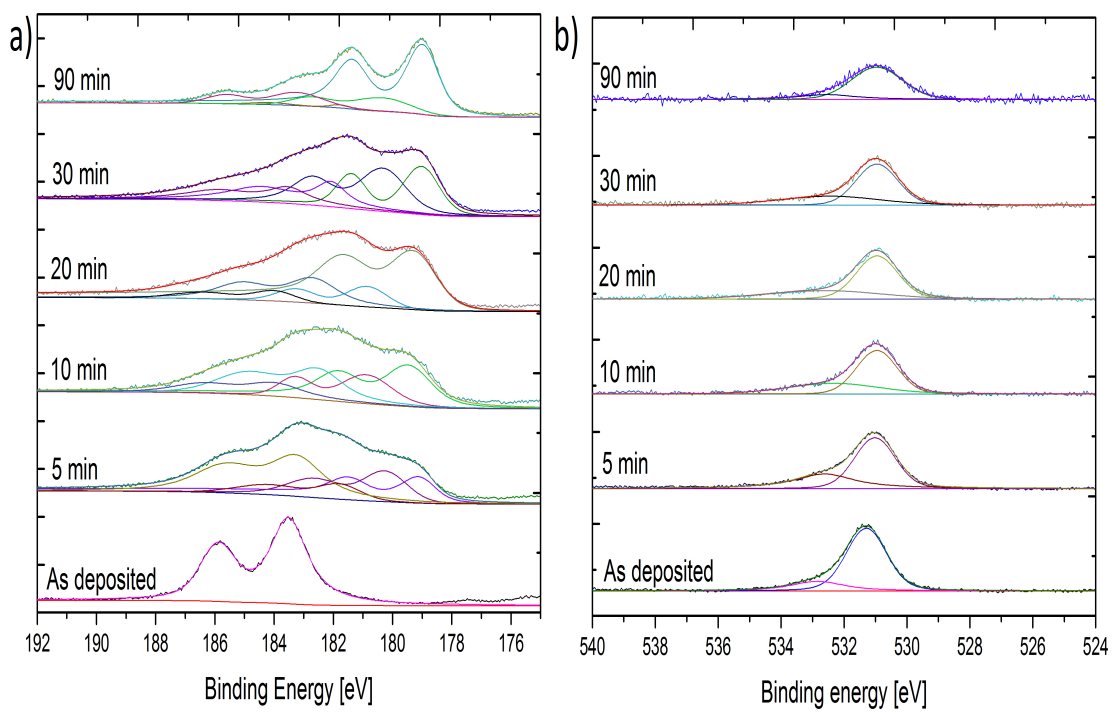 a)
90 min
30 min
20 min
10 min
5 min
As deposited
192 190 188 186 184 182 180 178 176
Binding Energy [eV]
b)
90 min
30 min
20 min
10 min
5 min
As deposited
540 538 536 534 532 530 528 526 524
Binding energy [eV]